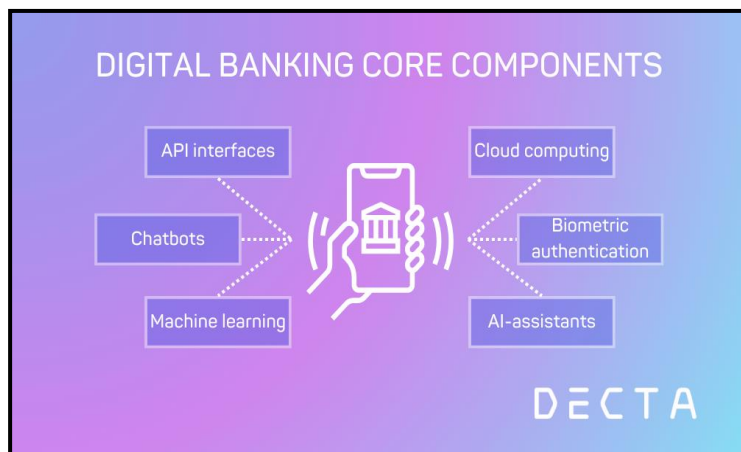 DIGITAL BANKING CORE COMPONENTS
API interfaces
Cloud computing
Chatbots
Biometric
authentication
Machine learning
AI-assistants
DECTA